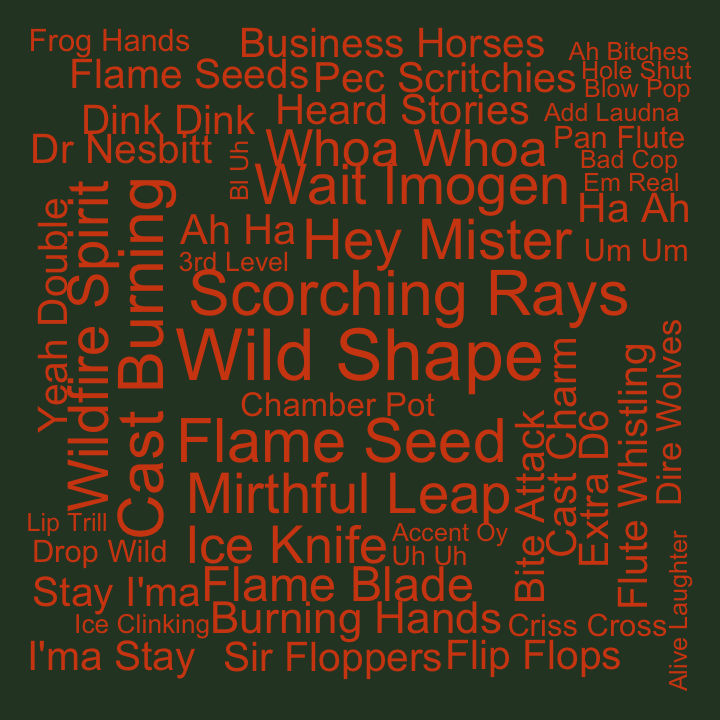 Frog Hands
Business Horses
Ah Bitches
Flame Seeds
Pec Scritchies
Hole Shut
Blow Pop
Dink Dink
Heard Stories
Add Laudna
Dr Nesbitt
Bl Uh
Whoa Whoa
Pan Flute
Bad Cop
Wait Imogen
Em Real
Ha Ah
Yeah Double
Wildfire Spirit
Cast Burning
Ah Ha
Hey Mister
Um Um
3rd Level
Scorching Rays
Wild Shape
Chamber Pot
Flame Seed
Mirthful Leap
Bite Attack
Cast Charm
Extra D6
Flute Whistling
Dire Wolves
Lip Trill
Ice Knife
Accent Oy
Drop Wild
Uh Uh
Stay I'ma
Flame Blade
Ice Clinking
Burning Hands
Criss Cross
Alive Laughter
I'ma Stay
Sir Floppers
Flip Flops